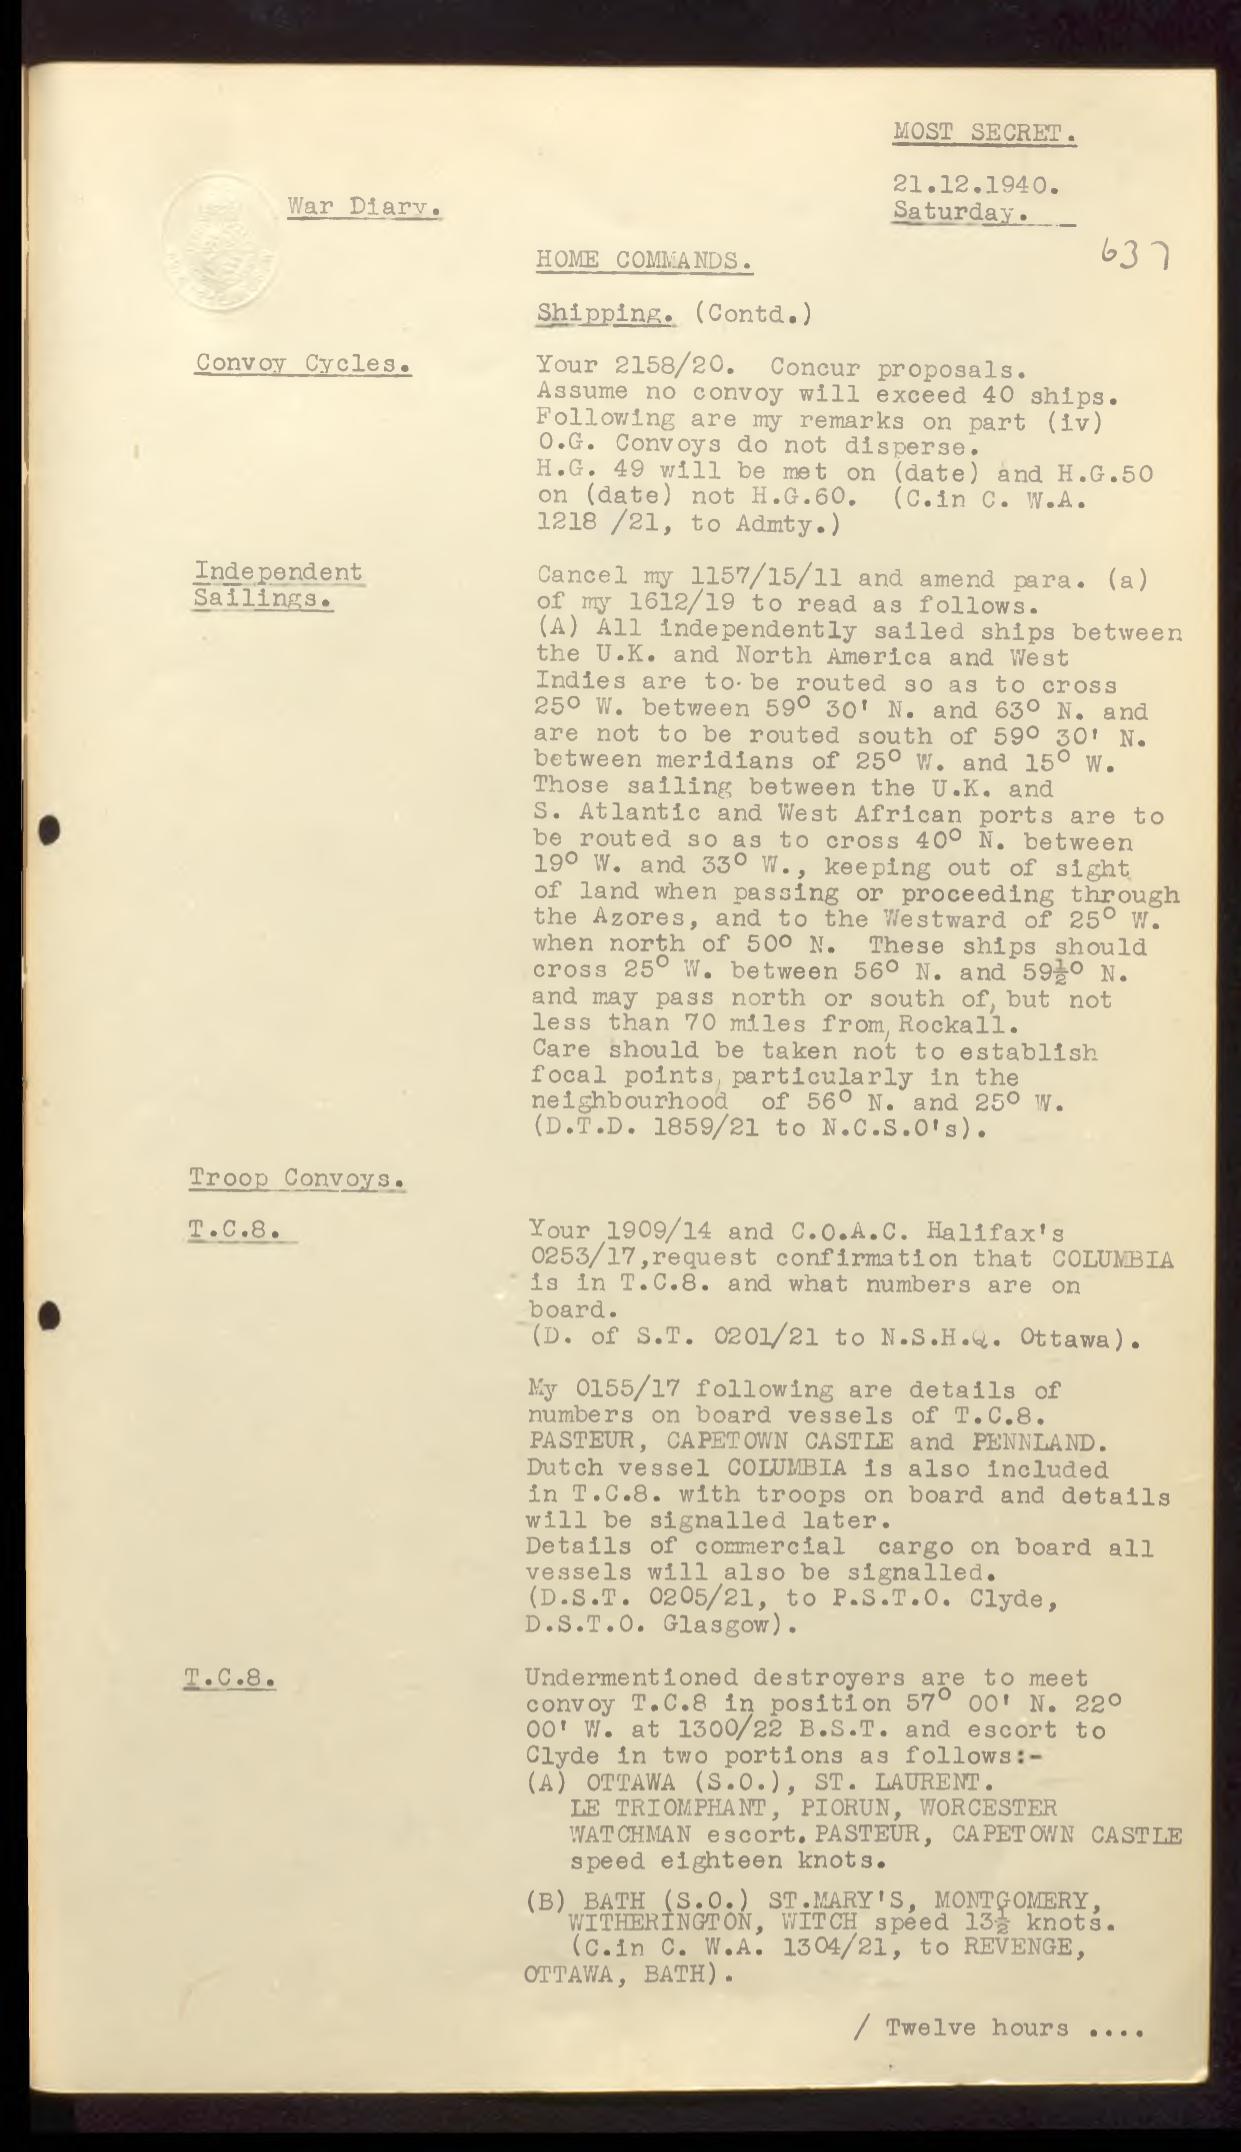 MOST SECRET.
21.12.1940.
War Diary.
Saturday.
637
HOME COMMANDS.
Shipping. (Contd.)
Convoy Cycles.
Your 2158/20. Concur proposals.
Assume no convoy will exceed 40 ships.
Following are my remarks on part (iv)
O.G. Convoys do not disperse.
H.G. 49 will be met on (date) and H.G.50
on (date) not H.G.60. (C.in C. W.A.
1218 /21, to Admty.)
Independent
Sailings.
Cancel my 1157/15/11 and amend para. (a)
of my 1612/19 to read as follows.
(A) All independently sailed ships between
the U.K. and North America and West
Indies are to be routed so as to cross
25° W. between 59° 30' N. and 63° N. and
are not to be routed south of 59° 30' N.
between meridians of 25° W. and 15° W.
Those sailing between the U.K. and
S. Atlantic and West African ports are to
be routed so as to cross 40° N. between
19° W. and 33° W., keeping out of sight
of land when passing or proceeding through
the Azores, and to the Westward of 25° W.
when north of 50° N. These ships should
cross 25° W. between 56° N. and 59½° N.
and may pass north or south of, but not
less than 70 miles from, Rockall.
Care should be taken not to establish
focal points, particularly in the
neighbourhood of 56° N. and 25° W.
(D.T.D. 1859/21 to N.C.S.O's).
Troop Convoys.
T.C.8.
Your 1909/14 and C.O.A.C. Halifax's
0253/17,request confirmation that COLUMBIA
is in T.C.8. and what numbers are on
board.
(D. of S.T. 0201/21 to N.S.H.Q. Ottawa).
My 0155/17 following are details of
numbers on board vessels of T.C.8.
PASTEUR, CAPETOWN CASTLE and PENNLAND.
Dutch vessel COLUMBIA is also included
in T.C.8. with troops on board and details
will be signalled later.
Details of commercial cargo on board all
vessels will also be signalled.
(D.S.T. 0205/21, to P.S.T.O. Clyde,
D.S.T.O. Glasgow).
T.C.8.
Undermentioned destroyers are to meet
convoy T.C.8 in position 57° 00' N. 22°
00' W. at 1300/22 B.S.T. and escort to
Clyde in two portions as follows:-
(A) OTTAWA (S.O.), ST. LAURENT.
LE TRIOMPHANT, PIORUN, WORCESTER
WATCHMAN escort. PASTEUR, CAPETOWN CASTLE
speed eighteen knots.
(B) BATH (S.O.) ST.MARY'S, MONTGOMERY,
WITHERINGTON, WITCH speed 13½ knots.
(C.in C. W.A. 1304/21, to REVENGE,
OTTAWA, BATH).
/ Twelve hours ....